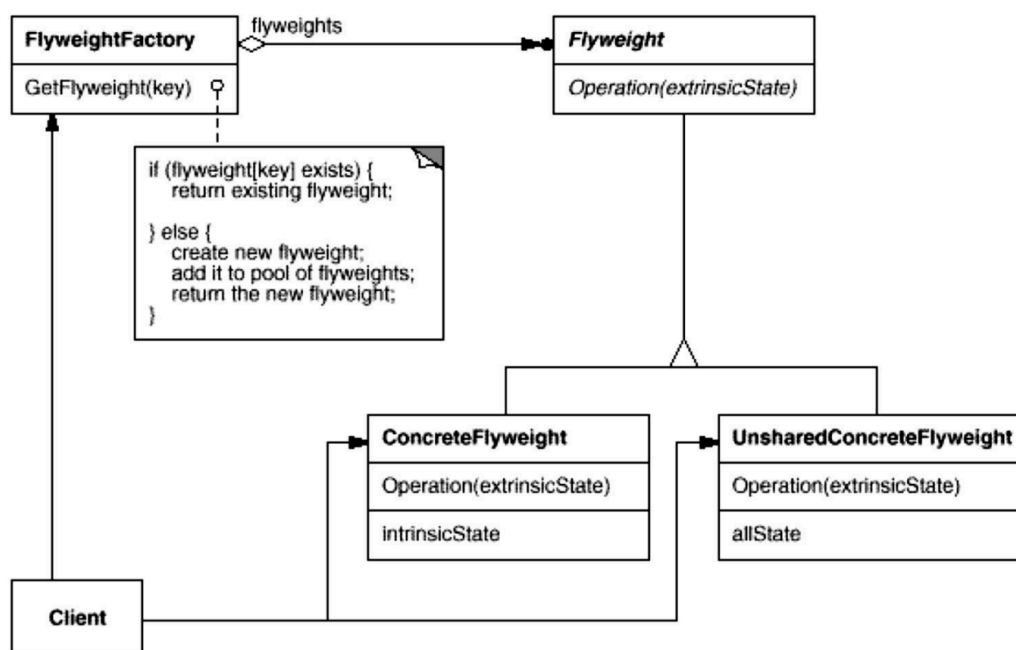 flyweights
FlyweightFactory
GetFlyweight(key)
Flyweight
Operation(extrinsicState)
if (flyweight[key] exists) {
return existing flyweight;
} else {
create new flyweight;
add it to pool of flyweights;
return the new flyweight;
}
ConcreteFlyweight
Operation(extrinsicState)
intrinsicState
UnsharedConcreteFlyweight
Operation(extrinsicState)
allState
Client